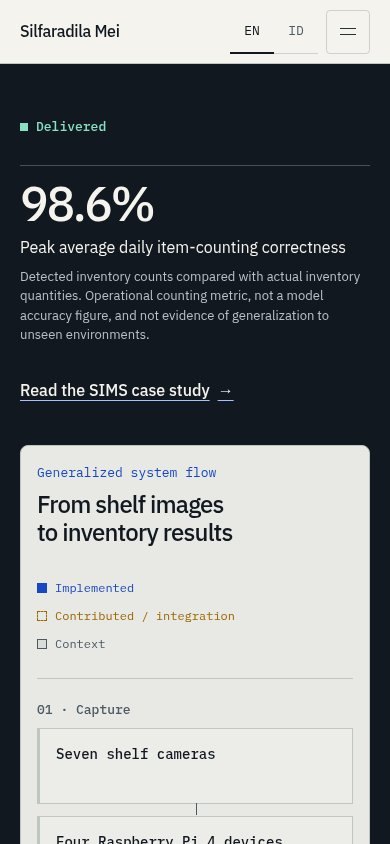 Silfaradila Mei
EN
ID
Delivered
98.6%
Peak average daily item-counting correctness
Detected inventory counts compared with actual inventory
quantities. Operational counting metric, not a model
accuracy figure, and not evidence of generalization to
unseen environments.
Read the SIMS case study →
Generalized system flow
From shelf images
to inventory results
Implemented
Contributed / integration
Context
01 · Capture
Seven shelf cameras
Four Raspberry Pi 4 devices